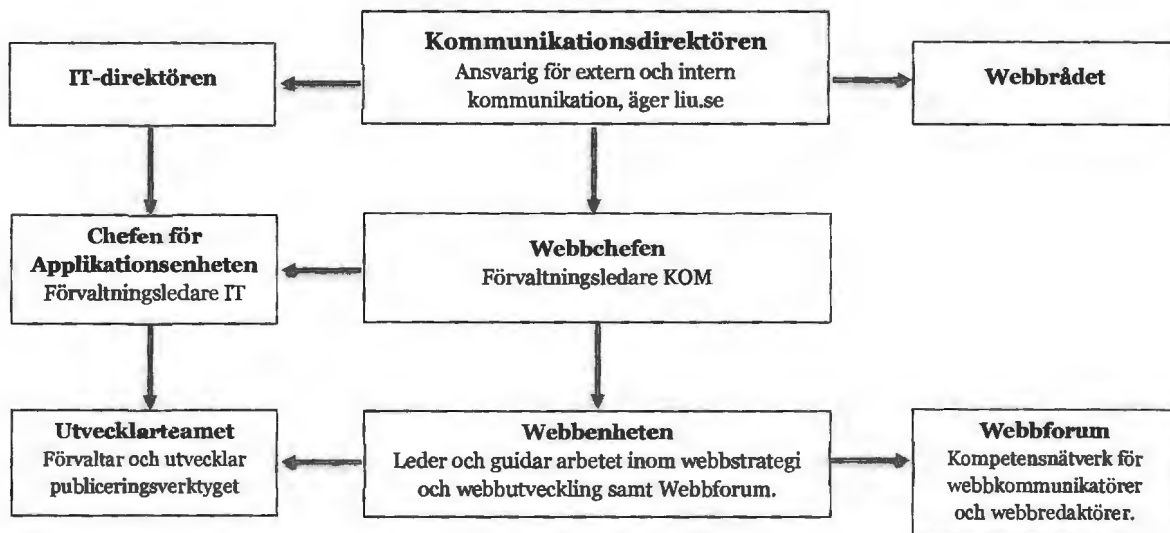 IT-direktören
Kommunikationsdirektören
Ansvarig för extern och intern
kommunikation, äger liu.se
Webbrådet
Chefen för
Applikationsenheten
Förvaltningsledare IT
Webbchefen
Förvaltningsledare KOM
Utvecklarteamet
Förvaltar och utvecklar
publiceringsverktyget
Webbenheten
Leder och guidar arbetet inom webbstrategi
och webbutveckling samt Webbforum.
Webbforum
Kompetensnätverk för
webbkommunikatörer
och webbredaktörer.